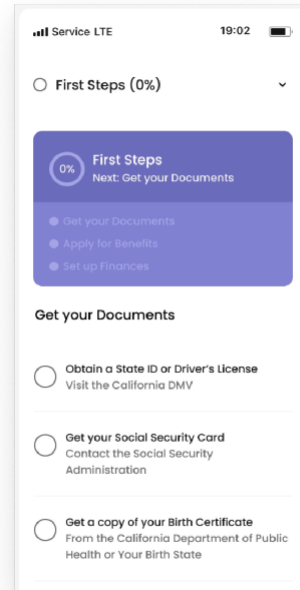 Service LTE 19:02
First Steps (0%)
0%
First Steps
Next: Get your Documents
Get your Documents
Apply for Benefits
Set up Finances
Get your Documents
Obtain a State ID or Driver's License
Visit the California DMV
Get your Social Security Card
Contact the Social Security
Administration
Get a copy of your Birth Certificate
From the California Department of Public
Health or Your Birth State